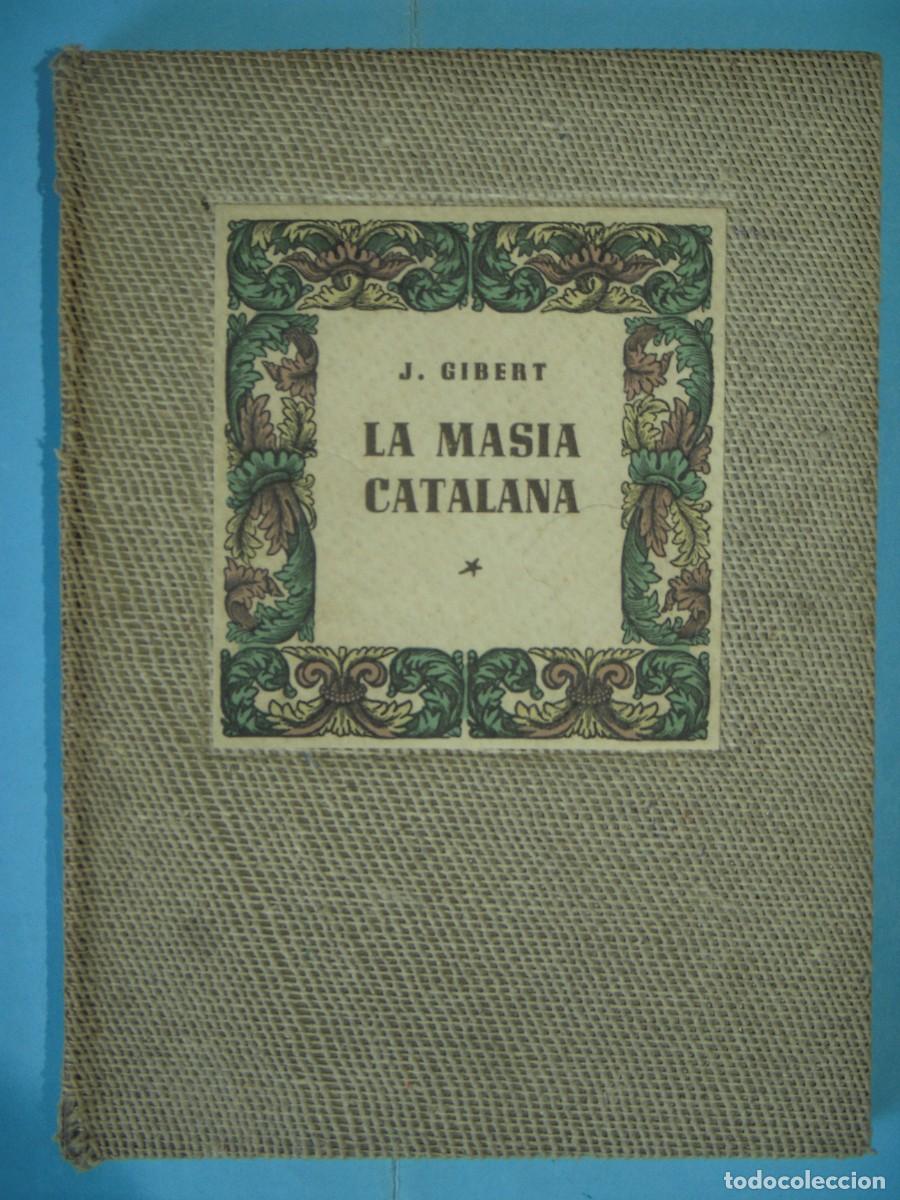 J. GIBERT
LA MASIA
CATALANA
todocoleccion